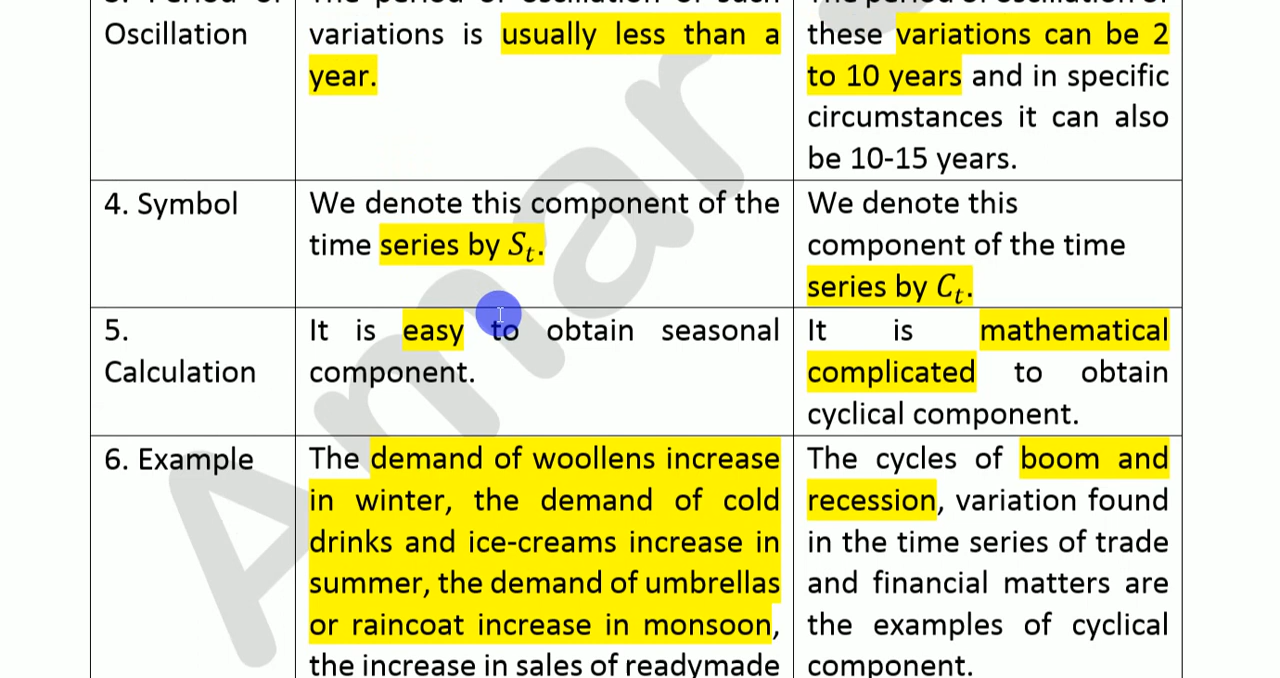 Oscillation
variations is usually less than a
year.
these variations can be 2
to 10 years and in specific
circumstances it can also
be 10-15 years.
4. Symbol
We denote this component of the
time series by Sₜ.
We denote this
component of the time
series by Cₜ.
5.
Calculation
It is easy to obtain seasonal
component.
It is mathematical
complicated to obtain
cyclical component.
6. Example
The demand of woollens increase
in winter, the demand of cold
drinks and ice-creams increase in
summer, the demand of umbrellas
or raincoat increase in monsoon,
the increase in sales of readymade
The cycles of boom and
recession, variation found
in the time series of trade
and financial matters are
the examples of cyclical
component.
Amar